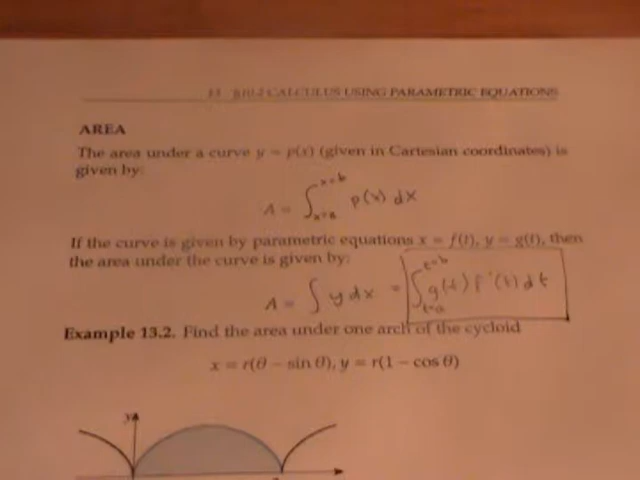 CALCULUS USING PARAMETRIC EQUATIONS
AREA
The area under a curve y = p(x) (given in Cartesian coordinates) is
given by:
A = ∫_{x=a}^{x=b} p(x) dx
If the curve is given by parametric equations x = f(t), y = g(t), then
the area under the curve is given by:
A = ∫ y dx = ∫_{t=a}^{t=b} g(t) f'(t) dt
Example 13.2. Find the area under one arch of the cycloid
x = r(θ − sin θ), y = r(1 − cos θ)
y